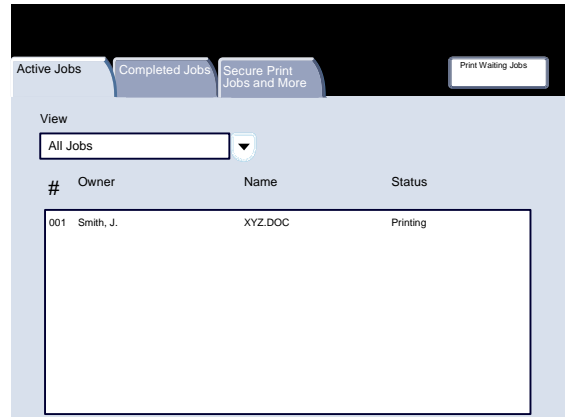 Active Jobs
Completed Jobs
Secure Print
Jobs and More
Print Waiting Jobs
View
All Jobs
# Owner Name Status
001 Smith, J. XYZ.DOC Printing